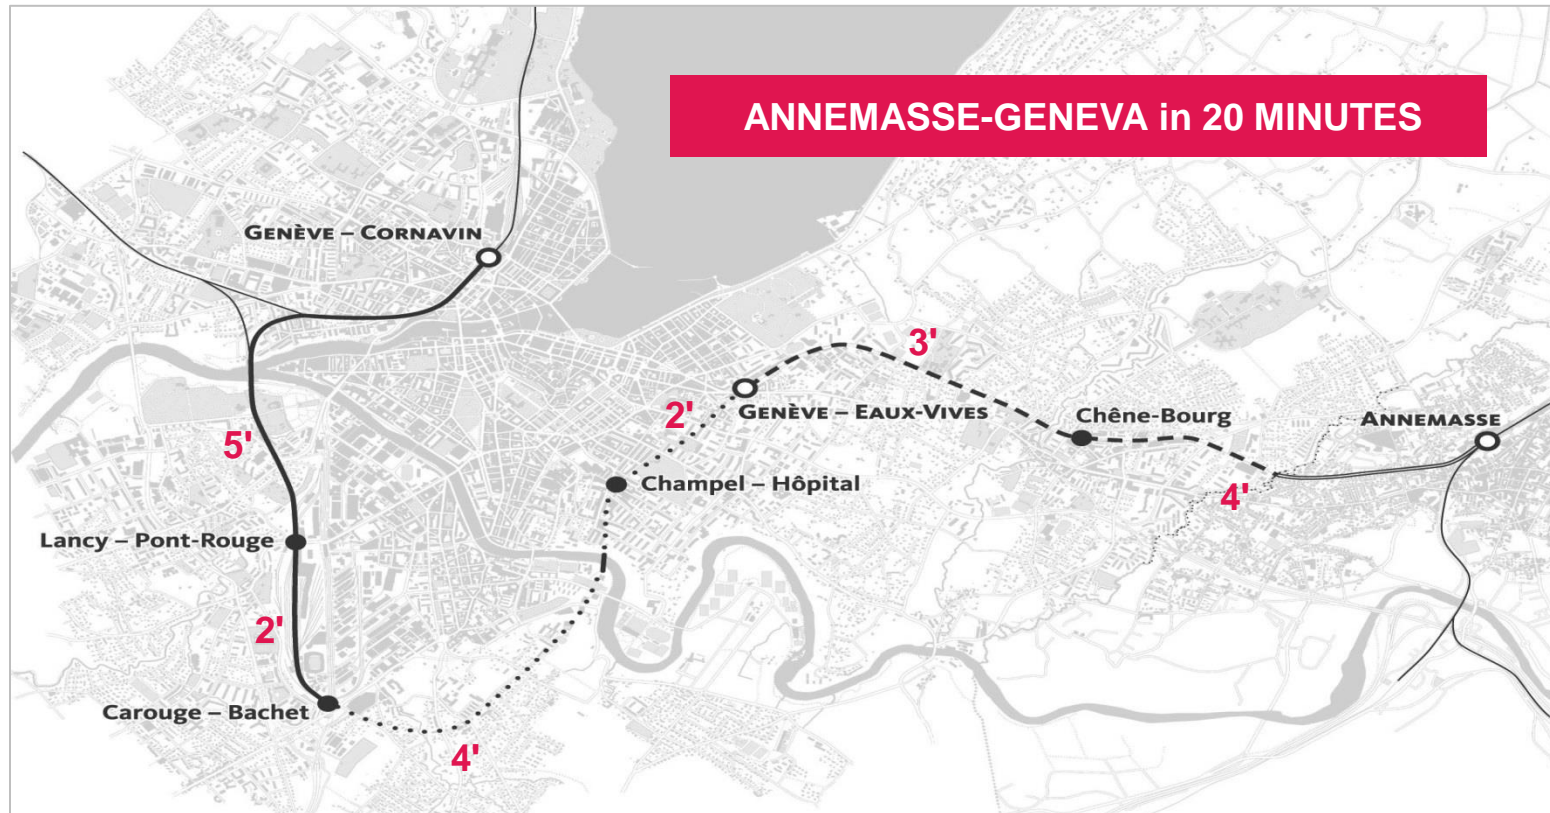 ANNEMASSE-GENEVA in 20 MINUTES
GENÈVE – CORNAVIN
3'
2'
GENÈVE – EAUX-VIVES
Chêne-Bourg
ANNEMASSE
5'
Champel – Hôpital
4'
Lancy – Pont-Rouge
2'
Carouge – Bachet
4'